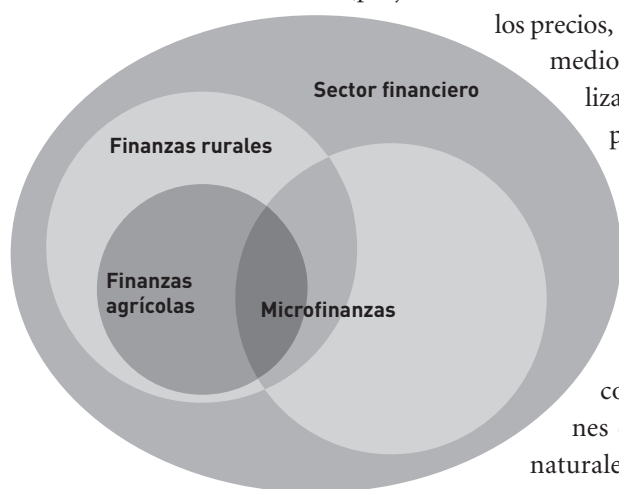 los precios,
medio
Sector financiero
liza
Finanzas rurales
p
Finanzas
agrícolas
Microfinanzas
co
nes
naturale